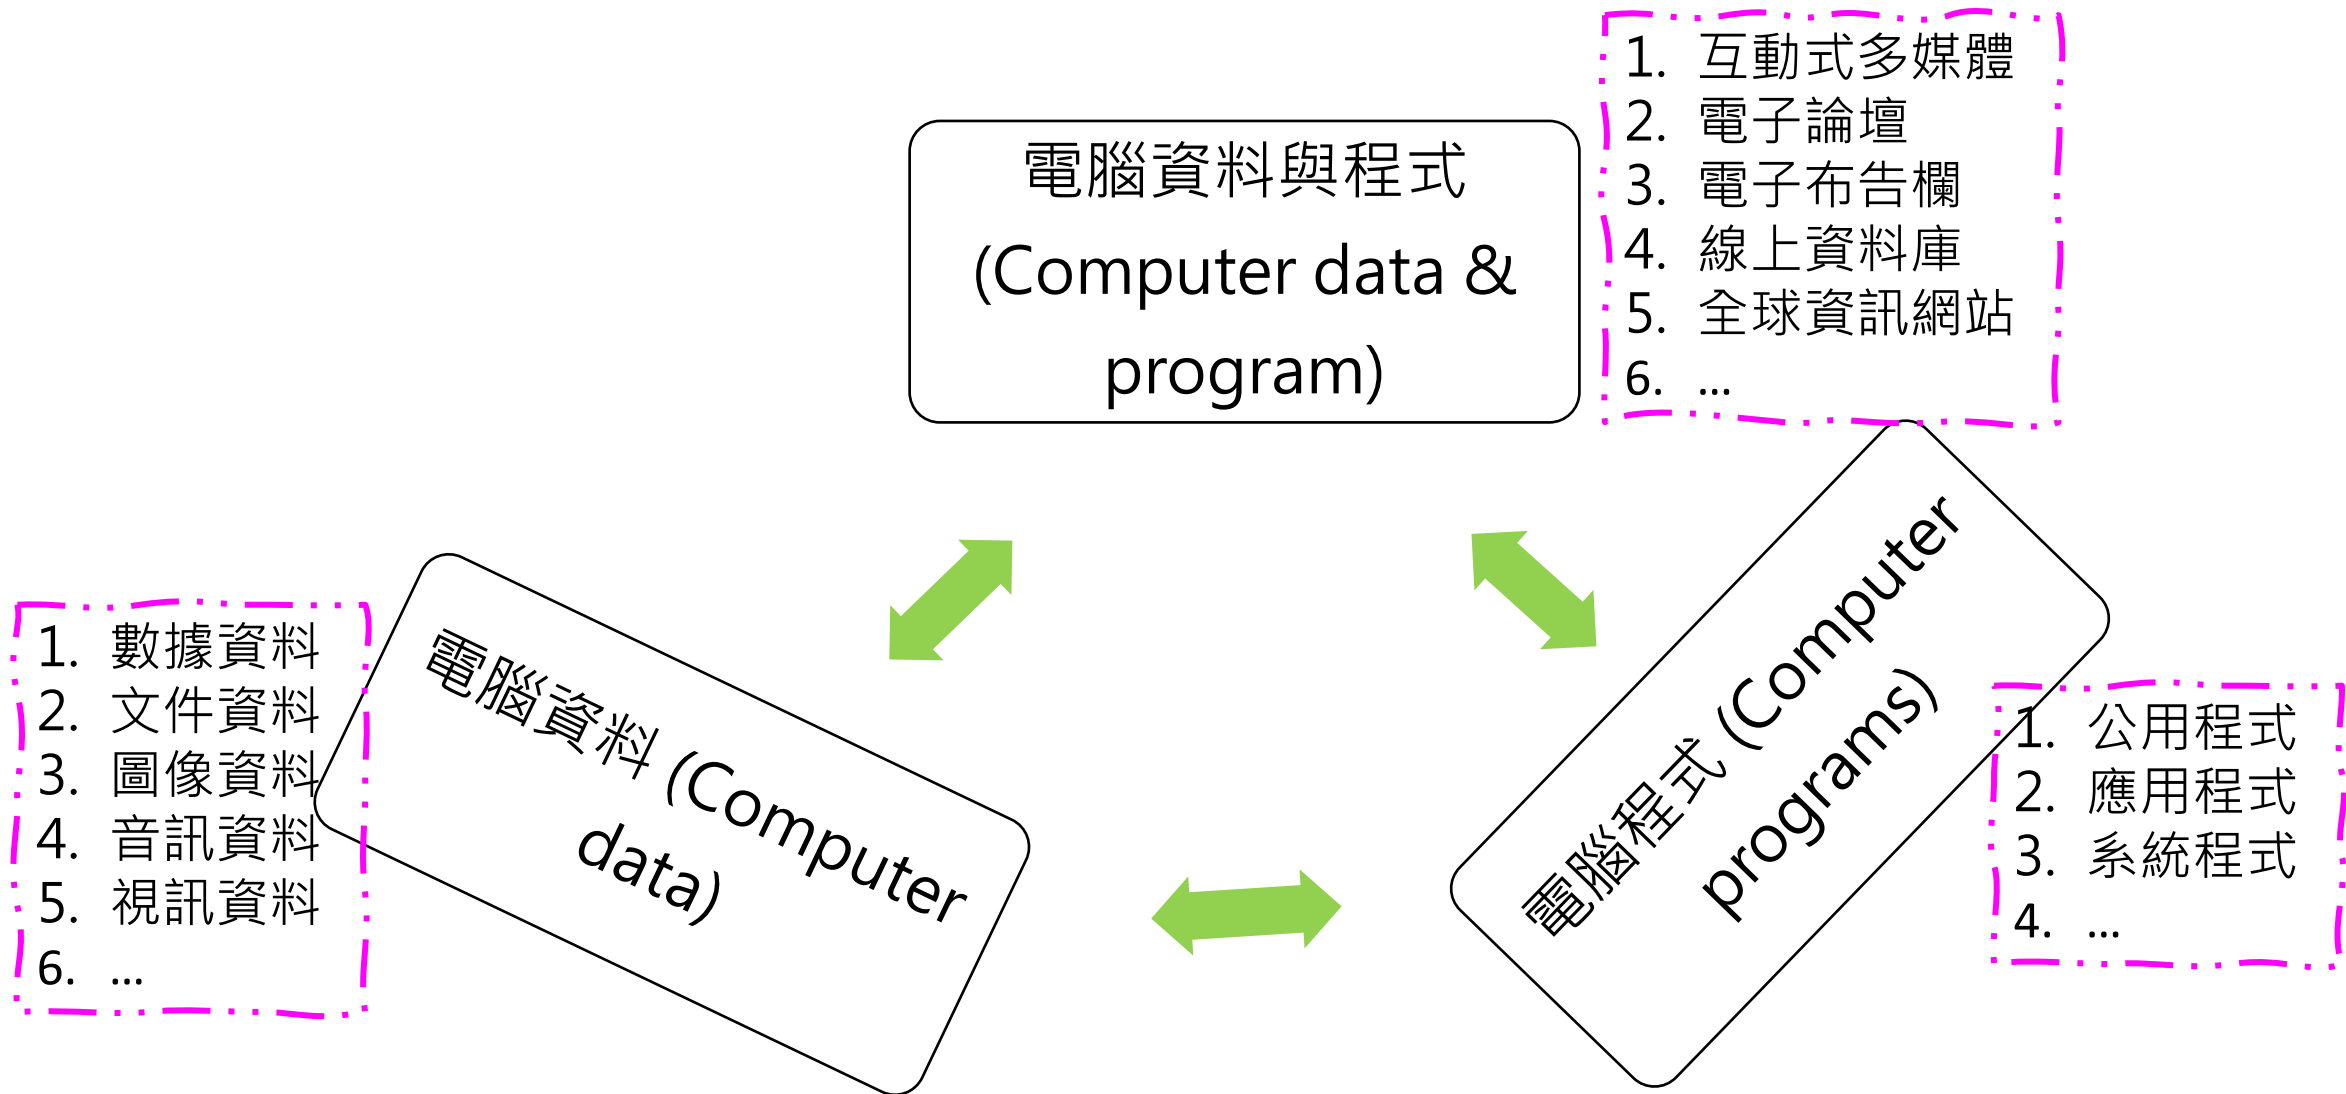 電腦資料與程式
(Computer data &
program)
1. 互動式多媒體
2. 電子論壇
3. 電子布告欄
4. 線上資料庫
5. 全球資訊網站
6. ...
電腦資料 (Computer
data)
1. 數據資料
2. 文件資料
3. 圖像資料
4. 音訊資料
5. 視訊資料
6. ...
電腦程式 (Computer
programs)
1. 公用程式
2. 應用程式
3. 系統程式
4. ...